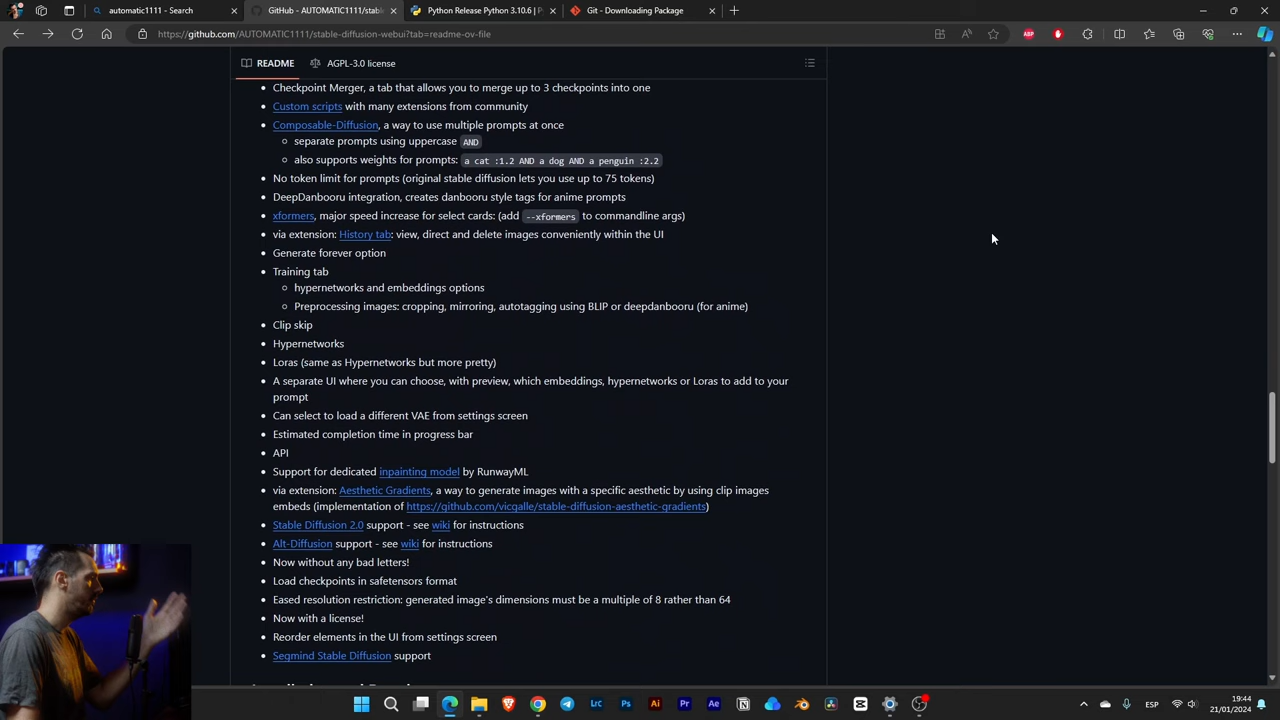 automatic1111 - Search
GitHub - AUTOMATIC1111/stabl
Python Release Python 3.10.6 | P
Git - Downloading Package
https://github.com/AUTOMATIC1111/stable-diffusion-webui?tab=readme-ov-file
README
AGPL-3.0 license
Checkpoint Merger, a tab that allows you to merge up to 3 checkpoints into one
Custom scripts with many extensions from community
Composable-Diffusion, a way to use multiple prompts at once
separate prompts using uppercase AND
also supports weights for prompts: a cat :1.2 AND a dog AND a penguin :2.2
No token limit for prompts (original stable diffusion lets you use up to 75 tokens)
DeepDanbooru integration, creates danbooru style tags for anime prompts
xformers, major speed increase for select cards: (add --xformers to commandline args)
via extension: History tab: view, direct and delete images conveniently within the UI
Generate forever option
Training tab
hypernetworks and embeddings options
Preprocessing images: cropping, mirroring, autotagging using BLIP or deepdanbooru (for anime)
Clip skip
Hypernetworks
Loras (same as Hypernetworks but more pretty)
A separate UI where you can choose, with preview, which embeddings, hypernetworks or Loras to add to your
prompt
Can select to load a different VAE from settings screen
Estimated completion time in progress bar
API
Support for dedicated inpainting model by RunwayML
via extension: Aesthetic Gradients, a way to generate images with a specific aesthetic by using clip images
embeds (implementation of https://github.com/vicgalle/stable-diffusion-aesthetic-gradients)
Stable Diffusion 2.0 support - see wiki for instructions
Alt-Diffusion support - see wiki for instructions
Now without any bad letters!
Load checkpoints in safetensors format
Eased resolution restriction: generated image's dimensions must be a multiple of 8 rather than 64
Now with a license!
Reorder elements in the UI from settings screen
Segmind Stable Diffusion support
ABP
Lrc
Ps
Ai
Pr
Ae
ESP
19:44
21/01/2024